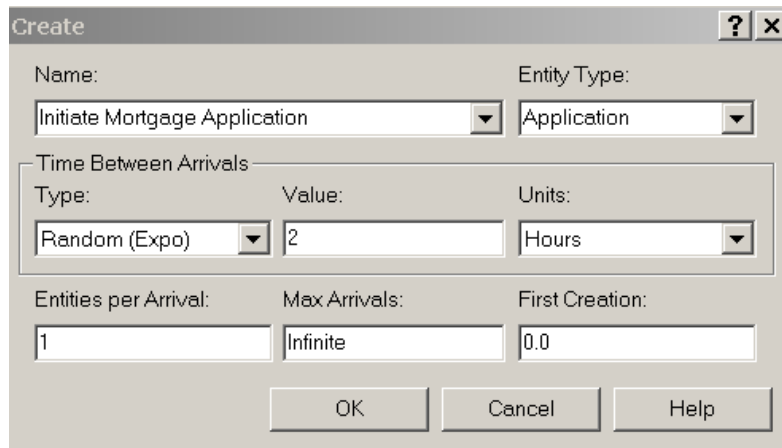 Create ? ×
Name: Entity Type:
Initiate Mortgage Application Application
Time Between Arrivals
Type: Value: Units:
Random (Expo) 2 Hours
Entities per Arrival: Max Arrivals: First Creation:
1 Infinite 0.0
OK Cancel Help